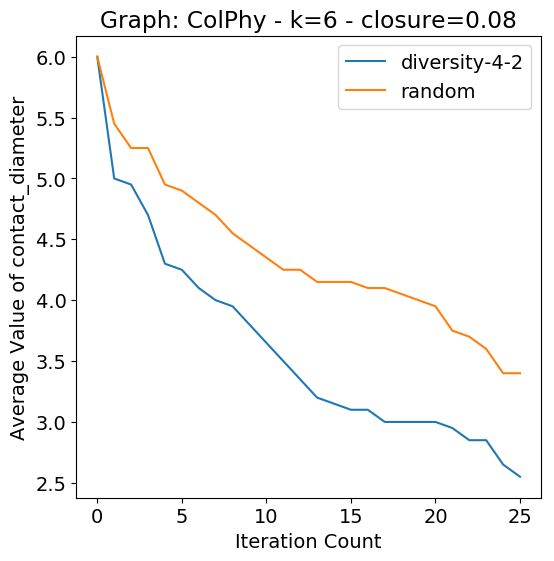 Graph: ColPhy - k=6 - closure=0.08
diversity-4-2
random
Average Value of contact_diameter
6.0
5.5
5.0
4.5
4.0
3.5
3.0
2.5
0 5 10 15 20 25
Iteration Count